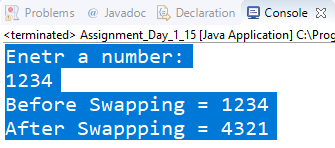 Problems @ Javadoc Declaration Console
<terminated> Assignment_Day_1_15 [Java Application] C:\Prog
Enetr a number:
1234
Before Swapping = 1234
After Swappping = 4321